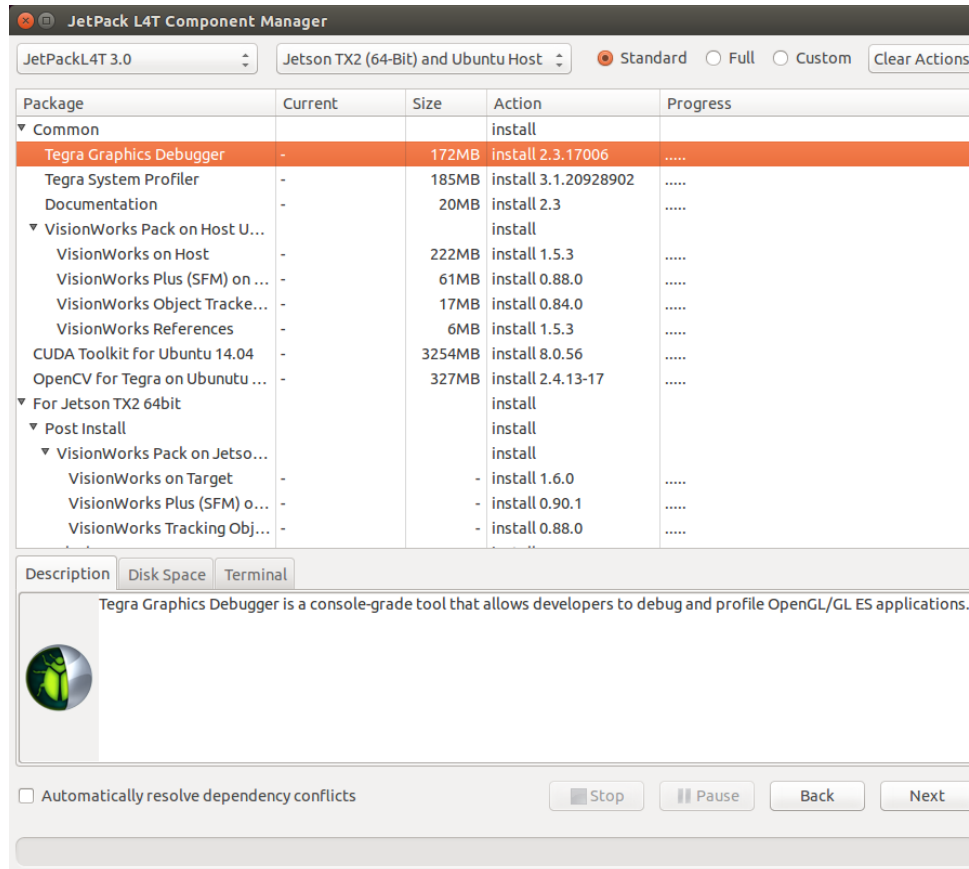 JetPack L4T Component Manager
JetPackL4T 3.0 Jetson TX2 (64-Bit) and Ubuntu Host Standard Full Custom Clear Actions
Package Current Size Action Progress
Common install
Tegra Graphics Debugger - 172MB install 2.3.17006 .....
Tegra System Profiler - 185MB install 3.1.20928902 .....
Documentation - 20MB install 2.3 .....
VisionWorks Pack on Host U... install
VisionWorks on Host - 222MB install 1.5.3 .....
VisionWorks Plus (SFM) on ... - 61MB install 0.88.0 .....
VisionWorks Object Tracke... - 17MB install 0.84.0 .....
VisionWorks References - 6MB install 1.5.3 .....
CUDA Toolkit for Ubuntu 14.04 - 3254MB install 8.0.56 .....
OpenCV for Tegra on Ubunutu ... - 327MB install 2.4.13-17 .....
For Jetson TX2 64bit install
Post Install install
VisionWorks Pack on Jetso... install
VisionWorks on Target - - install 1.6.0 .....
VisionWorks Plus (SFM) o... - - install 0.90.1 .....
VisionWorks Tracking Obj... - - install 0.88.0 .....
Description Disk Space Terminal
Tegra Graphics Debugger is a console-grade tool that allows developers to debug and profile OpenGL/GL ES applications.
Automatically resolve dependency conflicts Stop Pause Back Next